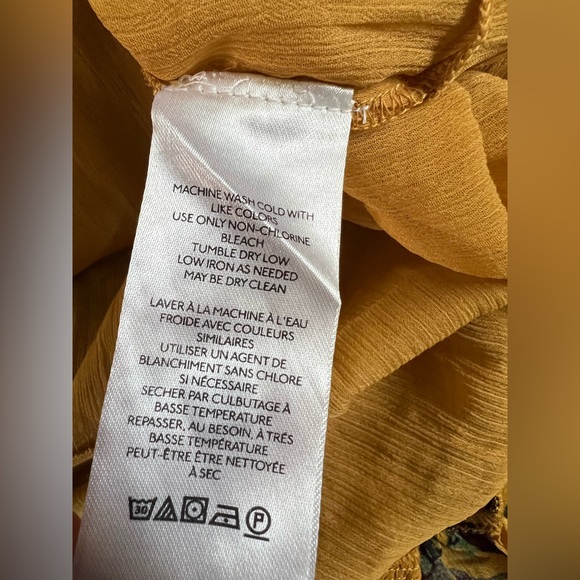 MACHINE WASH COLD WITH
LIKE COLORS
USE ONLY NON-CHLORINE
BLEACH
TUMBLE DRY LOW
LOW IRON AS NEEDED
MAY BE DRY CLEAN
LAVER À LA MACHINE À L'EAU
FROIDE AVEC COULEURS
SIMILAIRES
UTILISER UN AGENT DE
BLANCHIMENT SANS CHLORE
SI NÉCESSAIRE
SECHER PAR CULBUTAGE À
BASSE TEMPERATURE
REPASSER, AU BESOIN, À TRÉS
BASSE TEMPÉRATURE
PEUT-ÊTRE ÊTRE NETTOYÉE
À SEC
30 P